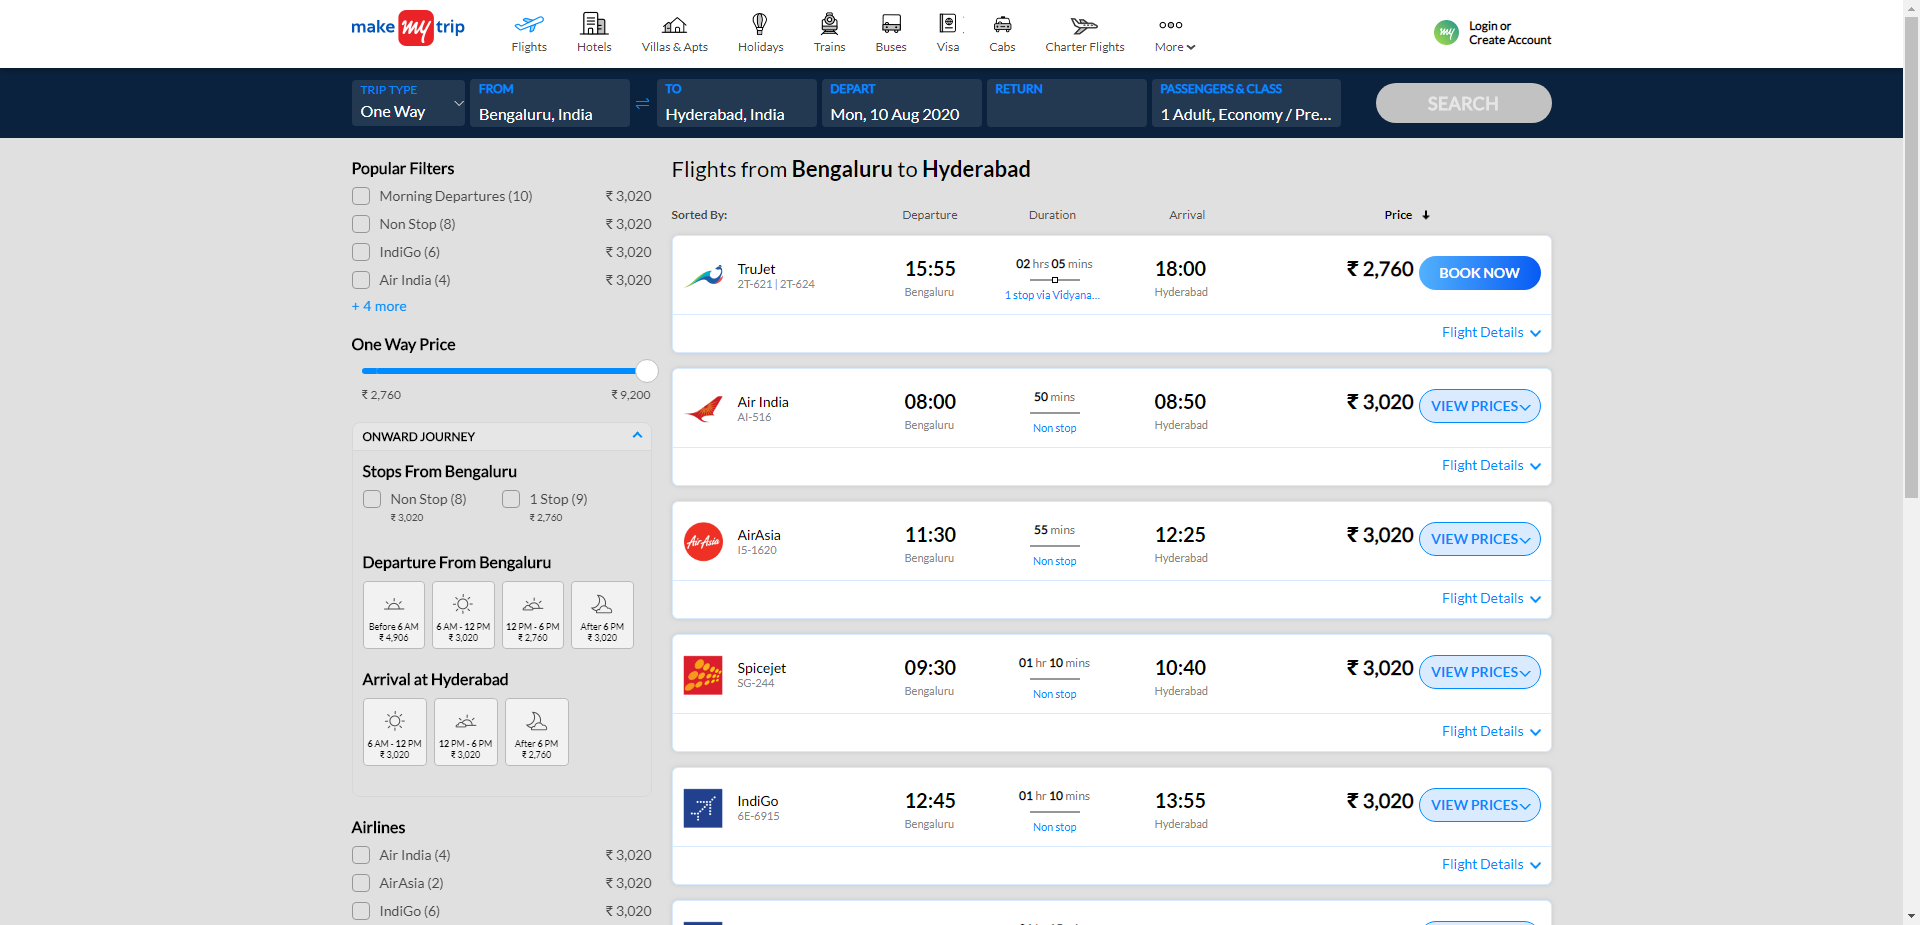 make my trip
Flights
Hotels
Villas & Apts
Holidays
Trains
Buses
Visa
Cabs
Charter Flights
More
my
Login or
Create Account
TRIP TYPE
One Way
FROM
Bengaluru, India
TO
Hyderabad, India
DEPART
Mon, 10 Aug 2020
RETURN
PASSENGERS & CLASS
1 Adult, Economy / Pre...
SEARCH
Popular Filters
Morning Departures (10) ₹ 3,020
Non Stop (8) ₹ 3,020
IndiGo (6) ₹ 3,020
Air India (4) ₹ 3,020
+ 4 more
One Way Price
₹ 2,760 ₹ 9,200
ONWARD JOURNEY
Stops From Bengaluru
Non Stop (8) 1 Stop (9)
₹ 3,020 ₹ 2,760
Departure From Bengaluru
Before 6 AM 6 AM - 12 PM 12 PM - 6 PM After 6 PM
₹ 4,906 ₹ 3,020 ₹ 2,760 ₹ 3,020
Arrival at Hyderabad
6 AM - 12 PM 12 PM - 6 PM After 6 PM
₹ 3,020 ₹ 3,020 ₹ 2,760
Airlines
Air India (4) ₹ 3,020
AirAsia (2) ₹ 3,020
IndiGo (6) ₹ 3,020
Flights from Bengaluru to Hyderabad
Sorted By: Departure Duration Arrival Price
TruJet
2T-621 | 2T-624
15:55
Bengaluru
02 hrs 05 mins
1 stop via Vidyana...
18:00
Hyderabad
₹ 2,760
BOOK NOW
Flight Details
Air India
AI-516
08:00
Bengaluru
50 mins
Non stop
08:50
Hyderabad
₹ 3,020
VIEW PRICES
Flight Details
AirAsia
AirAsia
I5-1620
11:30
Bengaluru
55 mins
Non stop
12:25
Hyderabad
₹ 3,020
VIEW PRICES
Flight Details
Spicejet
SG-244
09:30
Bengaluru
01 hr 10 mins
Non stop
10:40
Hyderabad
₹ 3,020
VIEW PRICES
Flight Details
IndiGo
6E-6915
12:45
Bengaluru
01 hr 10 mins
Non stop
13:55
Hyderabad
₹ 3,020
VIEW PRICES
Flight Details